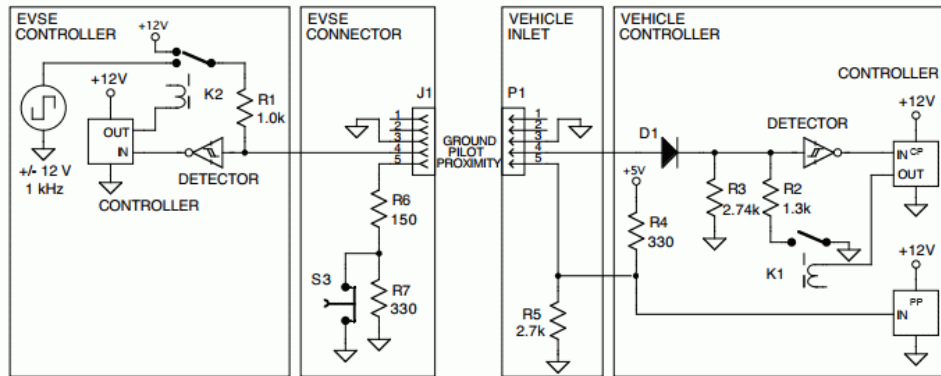 EVSE
CONTROLLER
+12V
+12V
K2
R1
1.0k
OUT
IN
DETECTOR
+/- 12 V
1 kHz
CONTROLLER
EVSE
CONNECTOR
J1
1
2
3
4
5
R6
150
S3
R7
330
GROUND
PILOT
PROXIMITY
VEHICLE
INLET
P1
1
2
3
4
5
R5
2.7k
VEHICLE
CONTROLLER
CONTROLLER
+12V
D1
DETECTOR
IN CP
OUT
+5V
R4
330
R3
2.74k
R2
1.3k
K1
+12V
IN PP